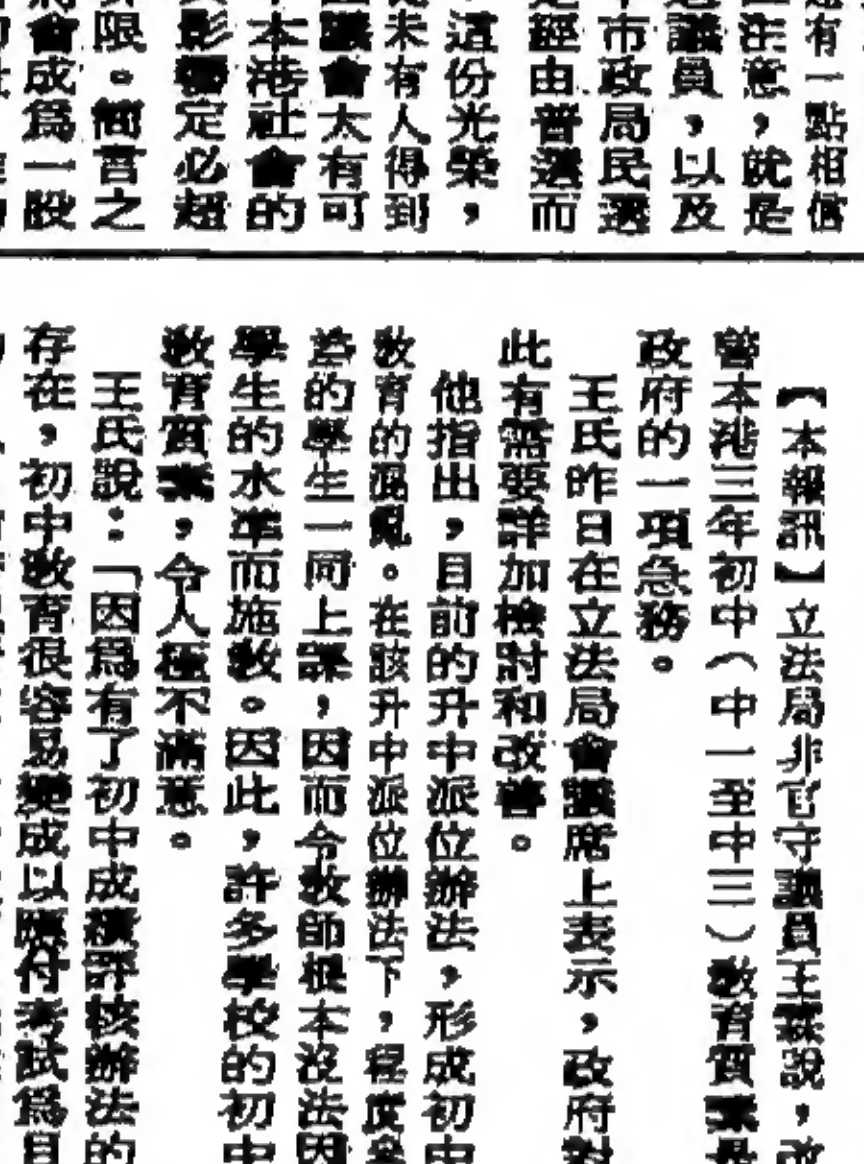 有一點相信
注意，就是
議員，以及
市政局民選
經由普選而
這份光榮，
未有人得到
議會太有可
本港社會的
影響定必超
限。簡言之
會成爲一股
【本報訊】立法局非官守議員王霖說，改
善本港三年初中（中一至中三）教育質素是
政府的一項急務。
王氏昨日在立法局會議席上表示，政府對
此有需要詳加檢討和改善。
他指出，目前的升中派位辦法，形成初中
教育的混亂。在該升中派位辦法下，程度參
差的學生一同上課，因而令教師根本沒法因
學生的水準而施教。因此，許多學校的初中
教育質素，令人極不滿意。
王氏說：「因爲有了初中成績評核辦法的
存在，初中教育很容易變成以應付考試爲目